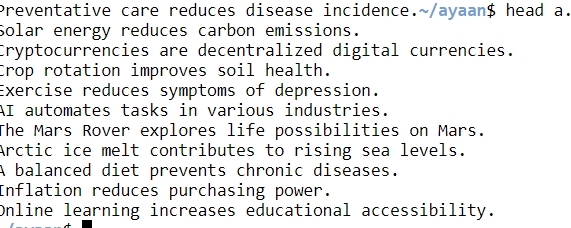 Preventative care reduces disease incidence.~/ayaan$ head a.
Solar energy reduces carbon emissions.
Cryptocurrencies are decentralized digital currencies.
Crop rotation improves soil health.
Exercise reduces symptoms of depression.
AI automates tasks in various industries.
The Mars Rover explores life possibilities on Mars.
Arctic ice melt contributes to rising sea levels.
A balanced diet prevents chronic diseases.
Inflation reduces purchasing power.
Online learning increases educational accessibility.
~/ayaan$